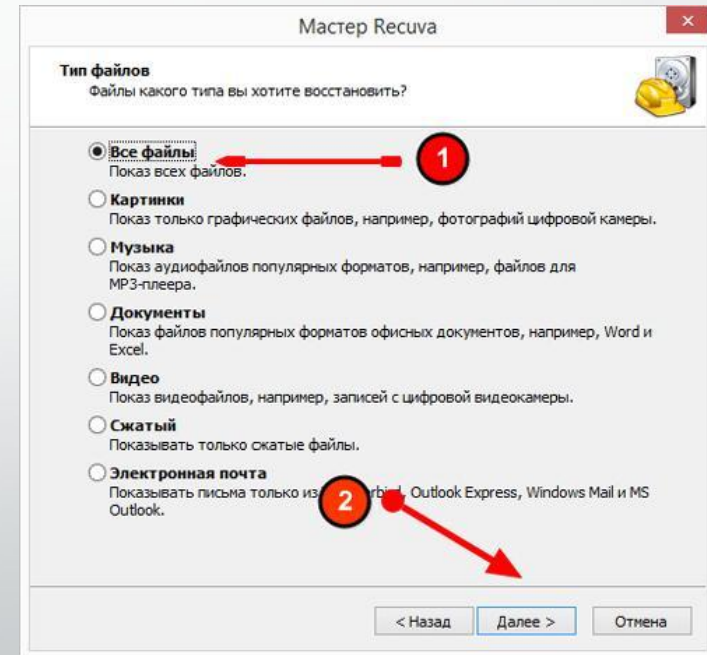 Мастер Recuva
Тип файлов
Файлы какого типа вы хотите восстановить?
Все файлы
1
Показ всех файлов.
Картинки
Показ только графических файлов, например, фотографий цифровой камеры.
Музыка
Показ аудиофайлов популярных форматов, например, файлов для
MP3-плеера.
Документы
Показ файлов популярных форматов офисных документов, например, Word и
Excel.
Видео
Показ видеофайлов, например, записей с цифровой видеокамеры.
Сжатый
Показывать только сжатые файлы.
Электронная почта
Показывать письма только из Outlook Express, Windows Mail и MS
2
Outlook.
< Назад Далее > Отмена